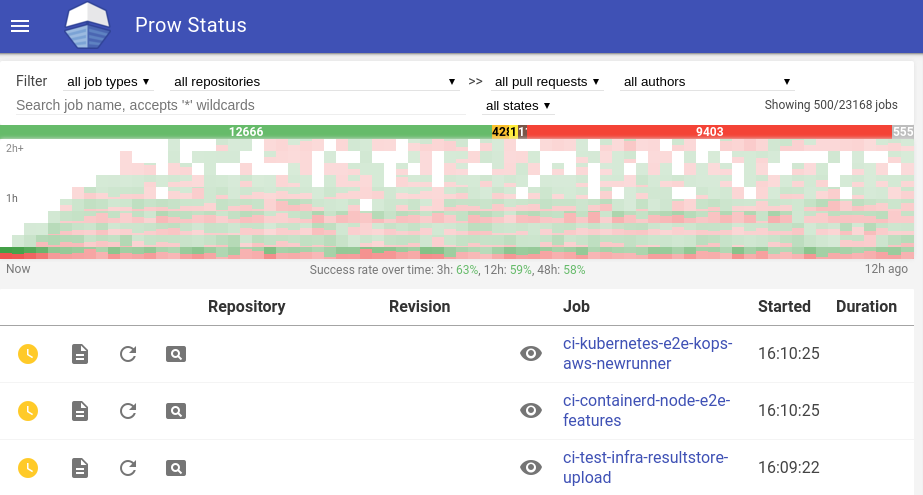 Prow Status
Filter all job types all repositories >> all pull requests all authors
Search job name, accepts '*' wildcards all states Showing 500/23168 jobs
12666 9403 555
2h+
1h
Now Success rate over time: 3h: 63%, 12h: 59%, 48h: 58% 12h ago
Repository Revision Job Started Duration
ci-kubernetes-e2e-kops-
aws-newrunner 16:10:25
ci-containerd-node-e2e-
features 16:10:25
ci-test-infra-resultstore-
upload 16:09:22